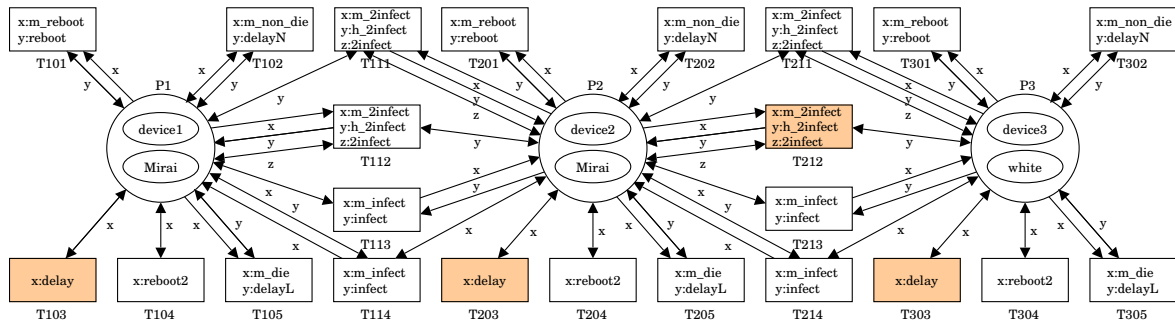 x:m_reboot
y:reboot
T101
x:m_non_die
y:delayN
T102
x:m_2infect
y:h_2infect
z:2infect
T111
x:m_reboot
y:reboot
T201
x:m_non_die
y:delayN
T202
x:m_2infect
y:h_2infect
z:2infect
T211
x:m_reboot
y:reboot
T301
x:m_non_die
y:delayN
T302
x
y
x
y
x
y
x
y
x
y
x
y
P1
P2
P3
y
x
y
z
y
x
y
z
device1
Mirai
device2
Mirai
device3
white
x:m_2infect
y:h_2infect
z:2infect
T112
x:m_2infect
y:h_2infect
z:2infect
T212
x
y
y
z
x
y
x
y
y
z
x
y
x:m_infect
y:infect
T113
x:m_infect
y:infect
T213
x
x
x
y
x
y
x
x
x
x
x
y
x
y
x
x
x
x
x
y
x:delay
T103
x:reboot2
T104
x:m_die
y:delayL
T105
x:m_infect
y:infect
T114
x:delay
T203
x:reboot2
T204
x:m_die
y:delayL
T205
x:m_infect
y:infect
T214
x:delay
T303
x:reboot2
T304
x:m_die
y:delayL
T305